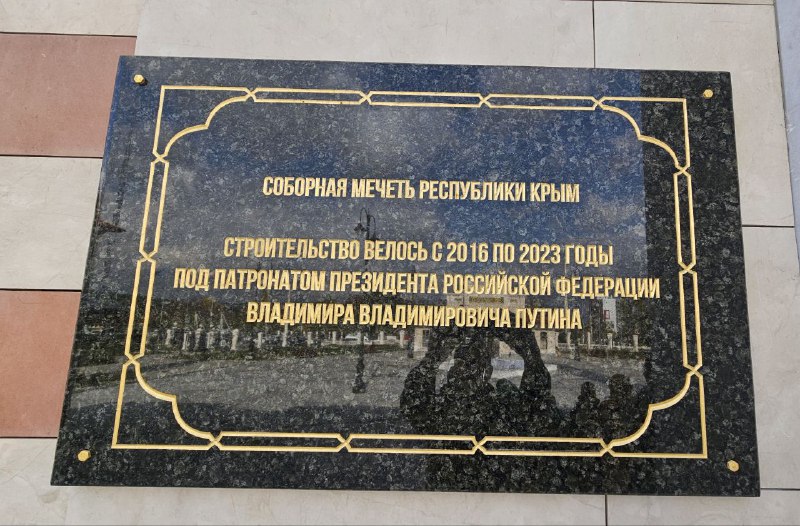 СОБОРНАЯ МЕЧЕТЬ РЕСПУБЛИКИ КРЫМ
СТРОИТЕЛЬСТВО ВЕЛОСЬ С 2016 ПО 2023 ГОДЫ
ПОД ПАТРОНАТОМ ПРЕЗИДЕНТА РОССИЙСКОЙ ФЕДЕРАЦИИ
ВЛАДИМИРА ВЛАДИМИРОВИЧА ПУТИНА